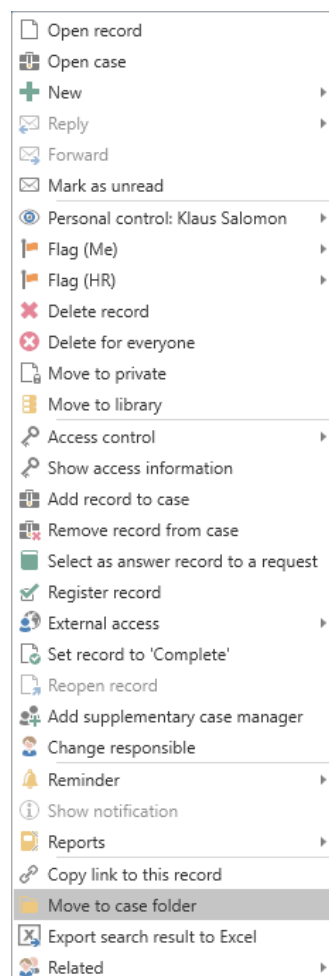 Open record
Open case
New
Reply
Forward
Mark as unread
Personal control: Klaus Salomon
Flag (Me)
Flag (HR)
Delete record
Delete for everyone
Move to private
Move to library
Access control
Show access information
Add record to case
Remove record from case
Select as answer record to a request
Register record
External access
Set record to 'Complete'
Reopen record
Add supplementary case manager
Change responsible
Reminder
Show notification
Reports
Copy link to this record
Move to case folder
Export search result to Excel
Related